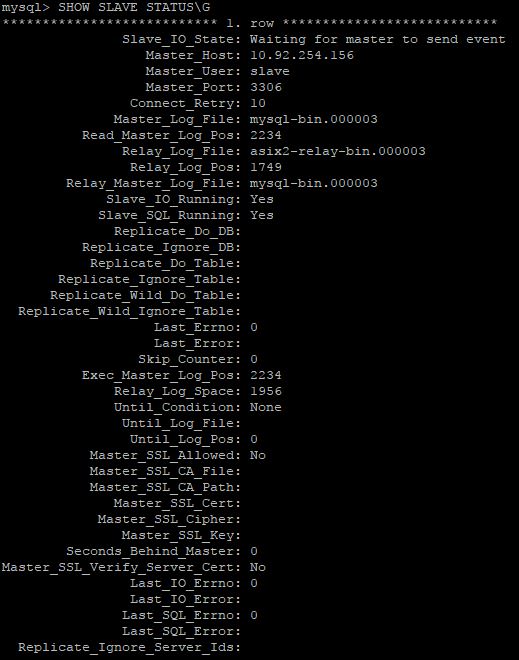 mysql> SHOW SLAVE STATUS\G
*************************** 1. row ***************************
Slave_IO_State: Waiting for master to send event
Master_Host: 10.92.254.156
Master_User: slave
Master_Port: 3306
Connect_Retry: 10
Master_Log_File: mysql-bin.000003
Read_Master_Log_Pos: 2234
Relay_Log_File: asix2-relay-bin.000003
Relay_Log_Pos: 1749
Relay_Master_Log_File: mysql-bin.000003
Slave_IO_Running: Yes
Slave_SQL_Running: Yes
Replicate_Do_DB:
Replicate_Ignore_DB:
Replicate_Do_Table:
Replicate_Ignore_Table:
Replicate_Wild_Do_Table:
Replicate_Wild_Ignore_Table:
Last_Errno: 0
Last_Error:
Skip_Counter: 0
Exec_Master_Log_Pos: 2234
Relay_Log_Space: 1956
Until_Condition: None
Until_Log_File:
Until_Log_Pos: 0
Master_SSL_Allowed: No
Master_SSL_CA_File:
Master_SSL_CA_Path:
Master_SSL_Cert:
Master_SSL_Cipher:
Master_SSL_Key:
Seconds_Behind_Master: 0
Master_SSL_Verify_Server_Cert: No
Last_IO_Errno: 0
Last_IO_Error:
Last_SQL_Errno: 0
Last_SQL_Error:
Replicate_Ignore_Server_Ids: